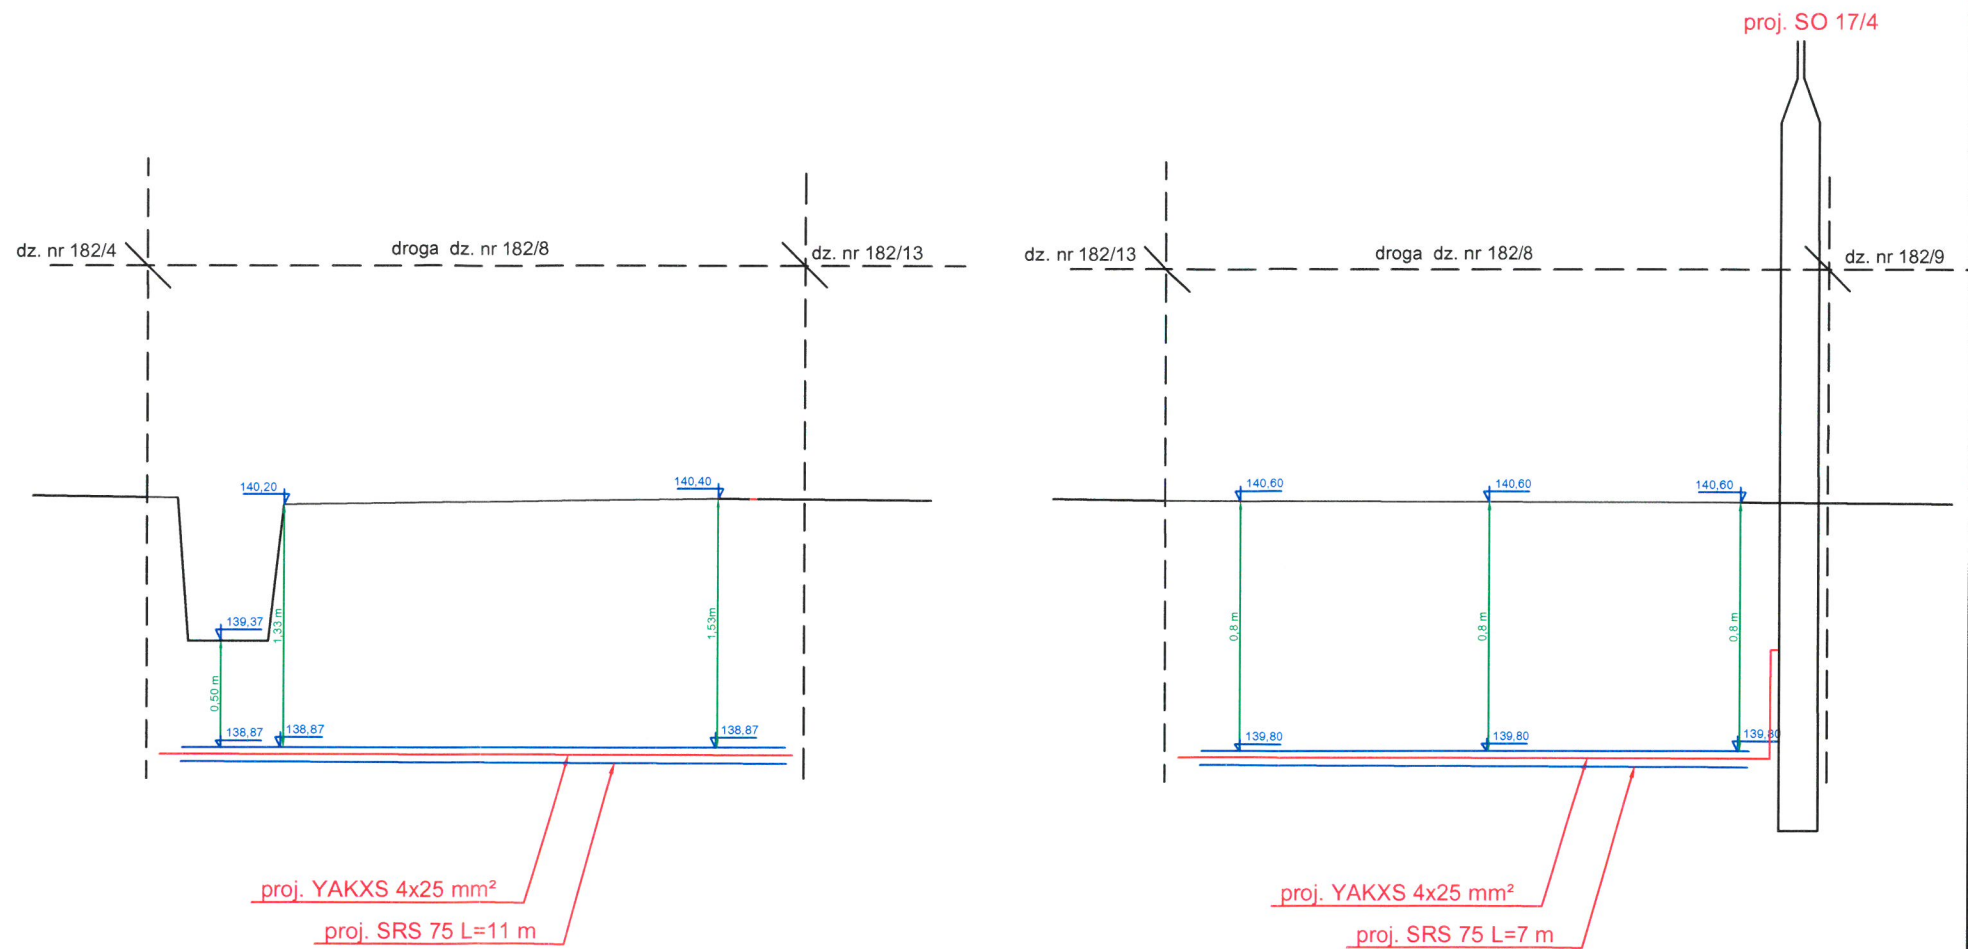 proj. SO 17/4
dz. nr 182/4
droga dz. nr 182/8
dz. nr 182/13
dz. nr 182/13
droga dz. nr 182/8
dz. nr 182/9
140,20
140,40
140,60
140,60
140,60
139,37
1,33 m
1,53m
0,8 m
0,8 m
0,8 m
0,50 m
138,87
138,87
138,87
139,80
139,80
139,80
proj. YAKXS 4x25 mm²
proj. SRS 75 L=11 m
proj. YAKXS 4x25 mm²
proj. SRS 75 L=7 m